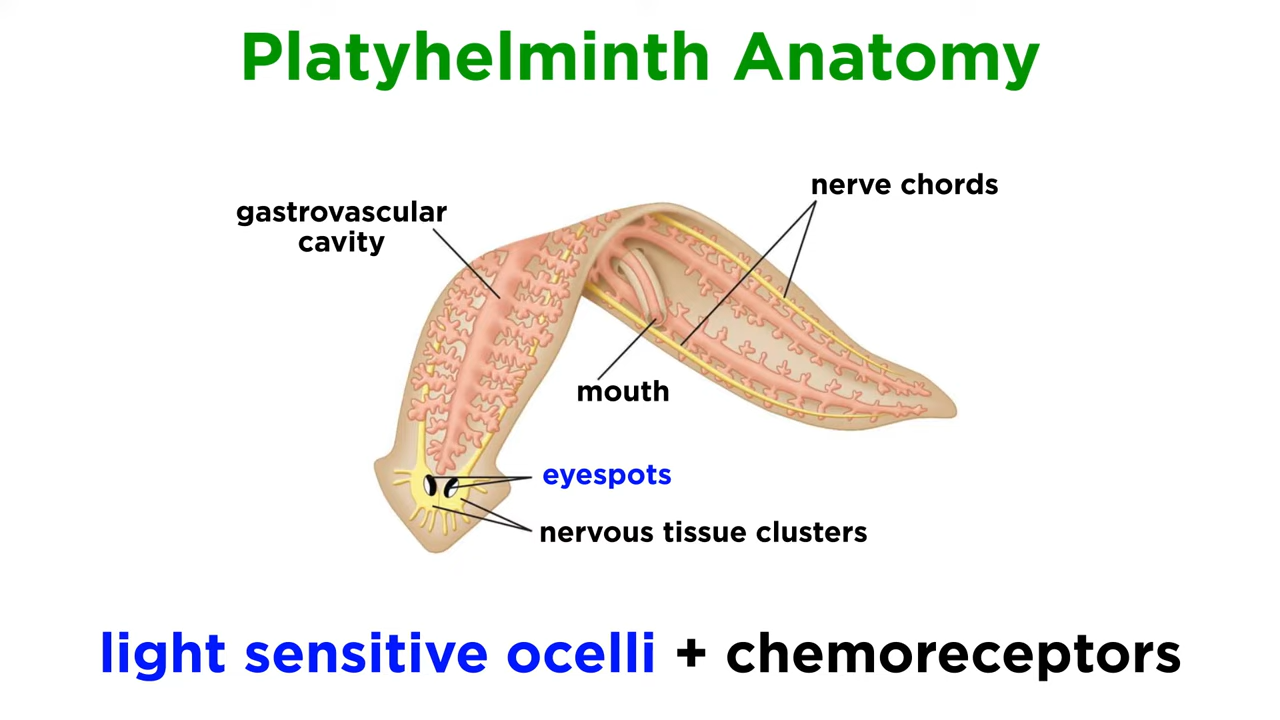 Platyhelminth Anatomy
nerve chords
gastrovascular
cavity
mouth
eyespots
nervous tissue clusters
light sensitive ocelli + chemoreceptors